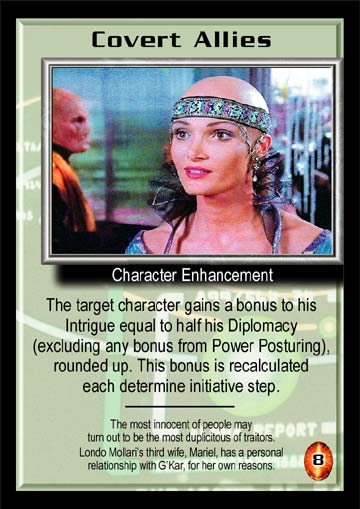 Covert Allies
Character Enhancement
The target character gains a bonus to his
Intrigue equal to half his Diplomacy
(excluding any bonus from Power Posturing),
rounded up. This bonus is recalculated
each determine initiative step.
The most innocent of people may
turn out to be the most duplicitous of traitors.
Londo Mollari's third wife, Mariel, has a personal
relationship with G'Kar, for her own reasons.
REPORT
8